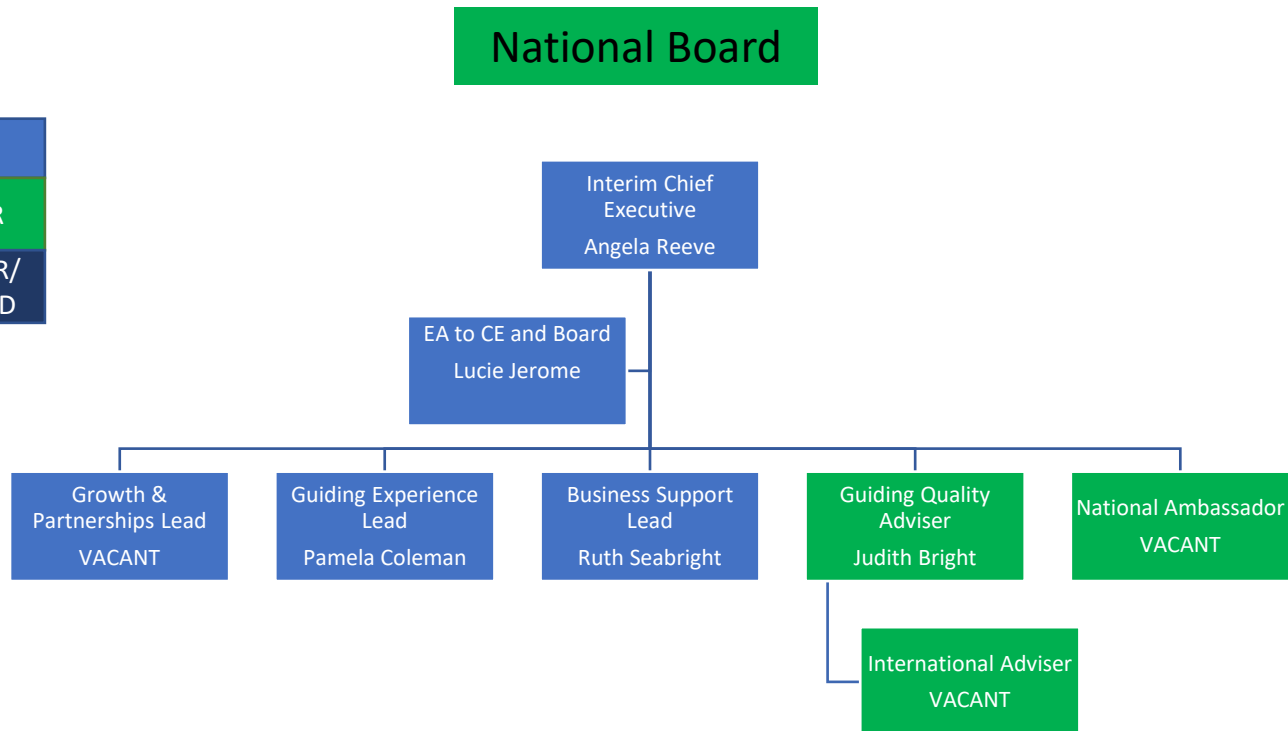 National Board
R
R/
D
Interim Chief
Executive
Angela Reeve
EA to CE and Board
Lucie Jerome
Growth &
Partnerships Lead
VACANT
Guiding Experience
Lead
Pamela Coleman
Business Support
Lead
Ruth Seabright
Guiding Quality
Adviser
Judith Bright
National Ambassador
VACANT
International Adviser
VACANT